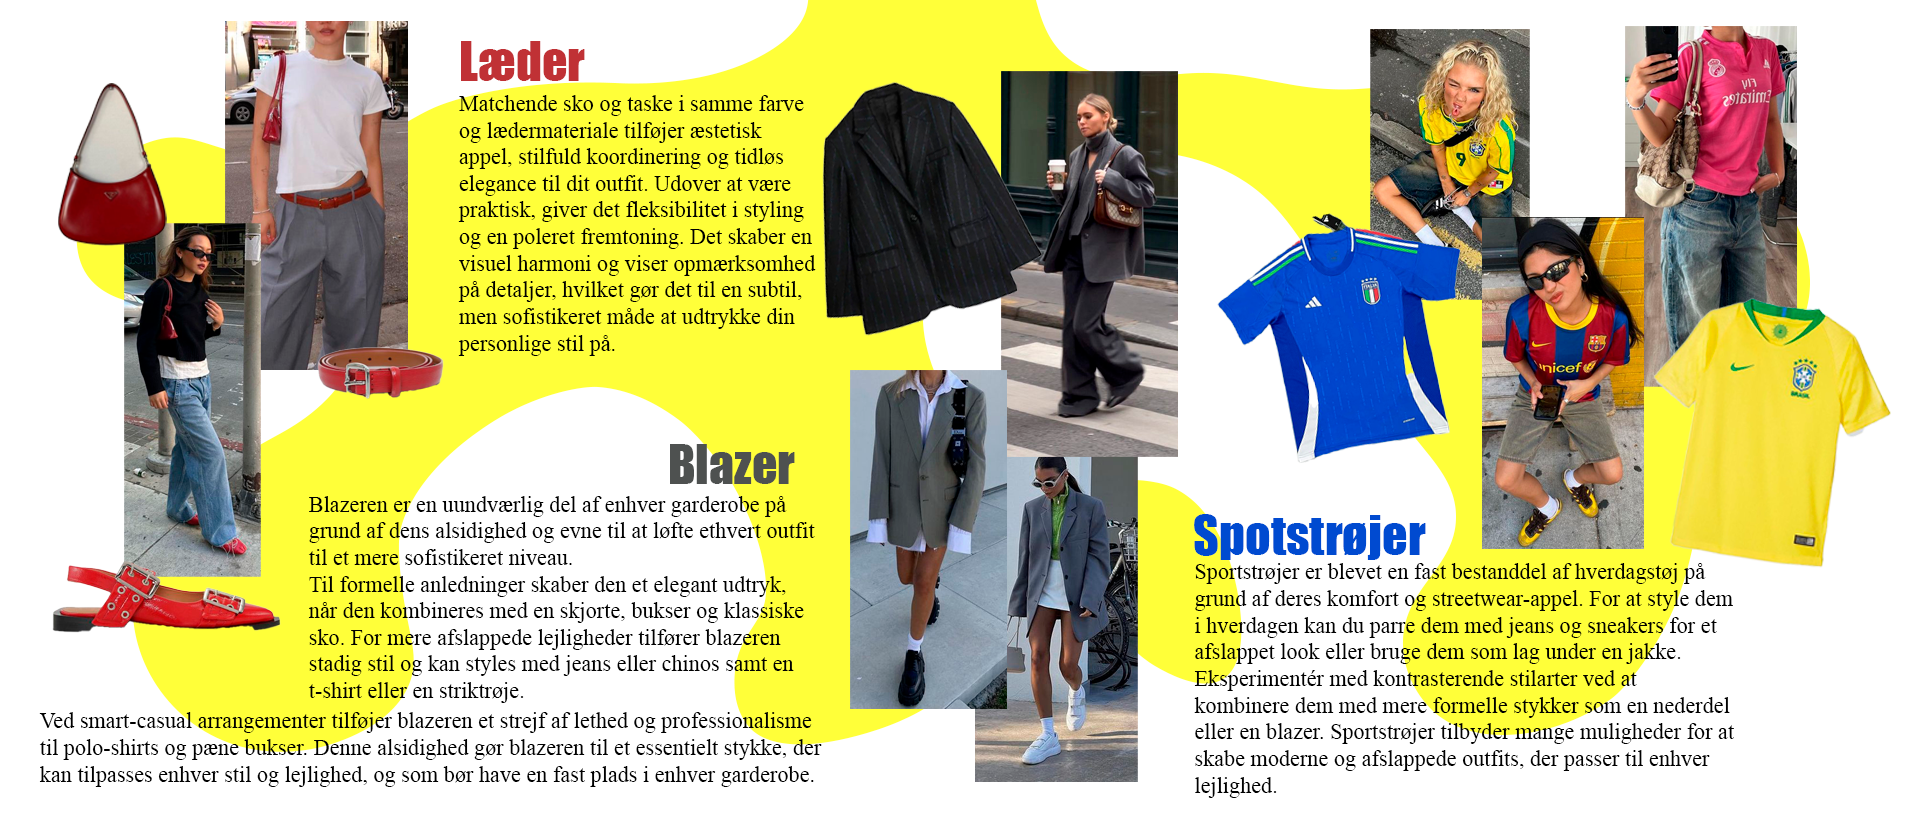 Læder
Matchende sko og taske i samme farve
og lædermateriale tilføjer æstetisk
appel, stilfuld koordinering og tidløs
elegance til dit outfit. Udover at være
praktisk, giver det fleksibilitet i styling
og en poleret fremtoning. Det skaber en
visuel harmoni og viser opmærksomhed
på detaljer, hvilket gør det til en subtil,
men sofistikeret måde at udtrykke din
personlige stil på.
Blazer
Blazeren er en uundværlig del af enhver garderobe på
grund af dens alsidighed og evne til at løfte ethvert outfit
til et mere sofistikeret niveau.
Til formelle anledninger skaber den et elegant udtryk,
når den kombineres med en skjorte, bukser og klassiske
sko. For mere afslappede lejligheder tilfører blazeren
stadig stil og kan styles med jeans eller chinos samt en
t-shirt eller en striktrøje.
Ved smart-casual arrangementer tilføjer blazeren et strejf af lethed og professionalisme
til polo-shirts og pæne bukser. Denne alsidighed gør blazeren til et essentielt stykke, der
kan tilpasses enhver stil og lejlighed, og som bør have en fast plads i enhver garderobe.
9
Fly
Emirates
ITALIA
unicef
BRASIL
Spotstrøjer
Sportstrøjer er blevet en fast bestanddel af hverdagstøj på
grund af deres komfort og streetwear-appel. For at style dem
i hverdagen kan du parre dem med jeans og sneakers for et
afslappet look eller bruge dem som lag under en jakke.
Eksperimentér med kontrasterende stilarter ved at
kombinere dem med mere formelle stykker som en nederdel
eller en blazer. Sportstrøjer tilbyder mange muligheder for at
skabe moderne og afslappede outfits, der passer til enhver
lejlighed.